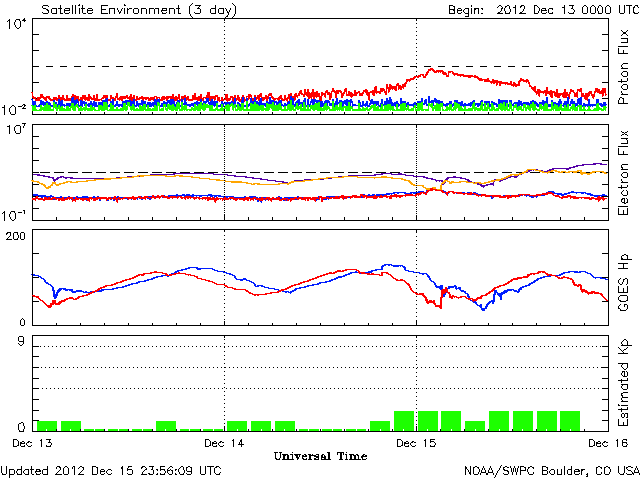 Satellite Environment (3 day) Begin: 2012 Dec 13 0000 UTC
10^4
10^-2
Proton Flux
10^7
10^-1
Electron Flux
200
0
GOES Hp
9
0
Estimated Kp
Dec 13 Dec 14 Dec 15 Dec 16
Universal Time
Updated 2012 Dec 15 23:56:09 UTC NOAA/SWPC Boulder, CO USA